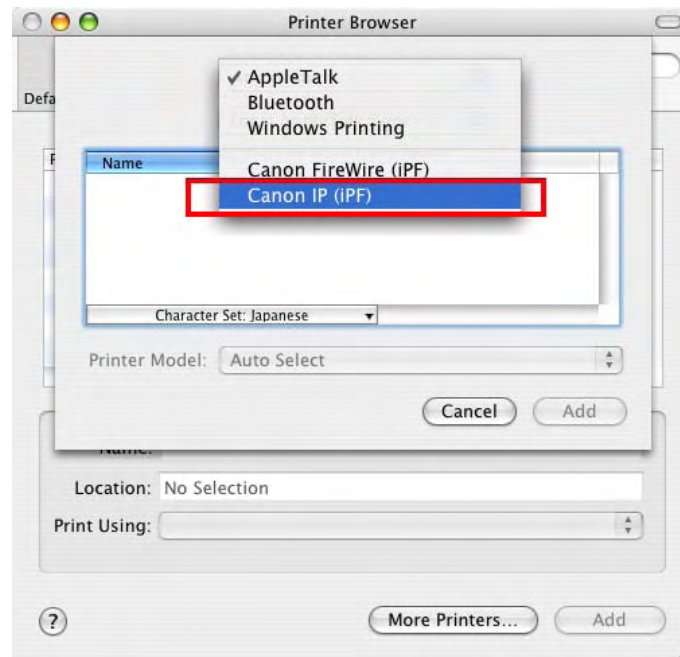 Printer Browser
✓ AppleTalk
Bluetooth
Windows Printing
Canon FireWire (iPF)
Canon IP (iPF)
Defa
Name
Character Set: Japanese
Printer Model: Auto Select
Cancel Add
Name:
Location: No Selection
Print Using:
? More Printers... Add